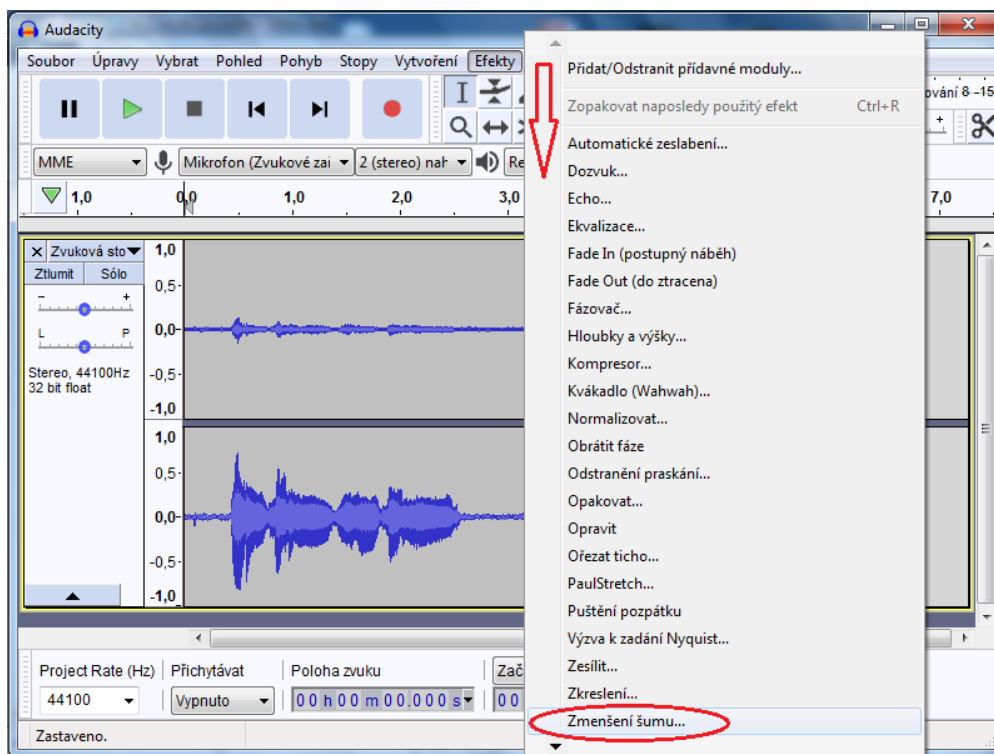 Audacity
Soubor Úpravy Vybrat Pohled Pohyb Stopy Vytvoření Efekty
MME
Mikrofon (Zvukové zai
2 (stereo) nah
Re
ování 8 -15
1,0 0,0 1,0 2,0 3,0 7,0
Zvuková sto
Ztlumit Sólo
- +
L P
Stereo, 44100Hz
32 bit float
1,0
0,5-
0,0-
-0,5-
-1,0
1,0
0,5-
0,0-
-0,5-
-1,0
Přidat/Odstranit přídavné moduly...
Zopakovat naposledy použitý efekt Ctrl+R
Automatické zeslabení...
Dozvuk...
Echo...
Ekvalizace...
Fade In (postupný náběh)
Fade Out (do ztracena)
Fázovač...
Hloubky a výšky...
Kompresor...
Kvákadlo (Wahwah)...
Normalizovat...
Obrátit fáze
Odstranění praskání...
Opakovat...
Opravit
Ořezat ticho...
PaulStretch...
Puštění pozpátku
Výzva k zadání Nyquist...
Zesílit...
Zkreslení...
Zmenšení šumu...
Project Rate (Hz) Přichytávat Poloha zvuku Zač
44100 Vypnuto 00 h 00 m 00.000 s 00
Zastaveno.